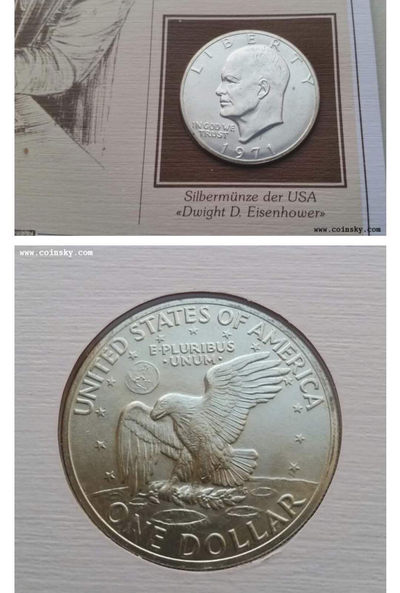 LIBERTY
IN GOD WE
TRUST
1971
Silbermünze der USA
«Dwight D. Eisenhower»
www.coinsky.com
www.coinsky.com
UNITED STATES OF AMERICA
E·PLURIBUS
·UNUM·
ONE DOLLAR